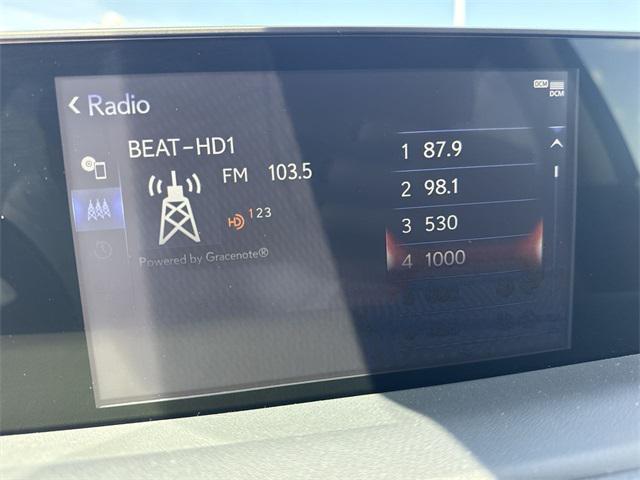 DCM
DCM
Radio
BEAT-HD1
FM 103.5
HD 1 2 3
Powered by Gracenote®
1 87.9
2 98.1
3 530
4 1000